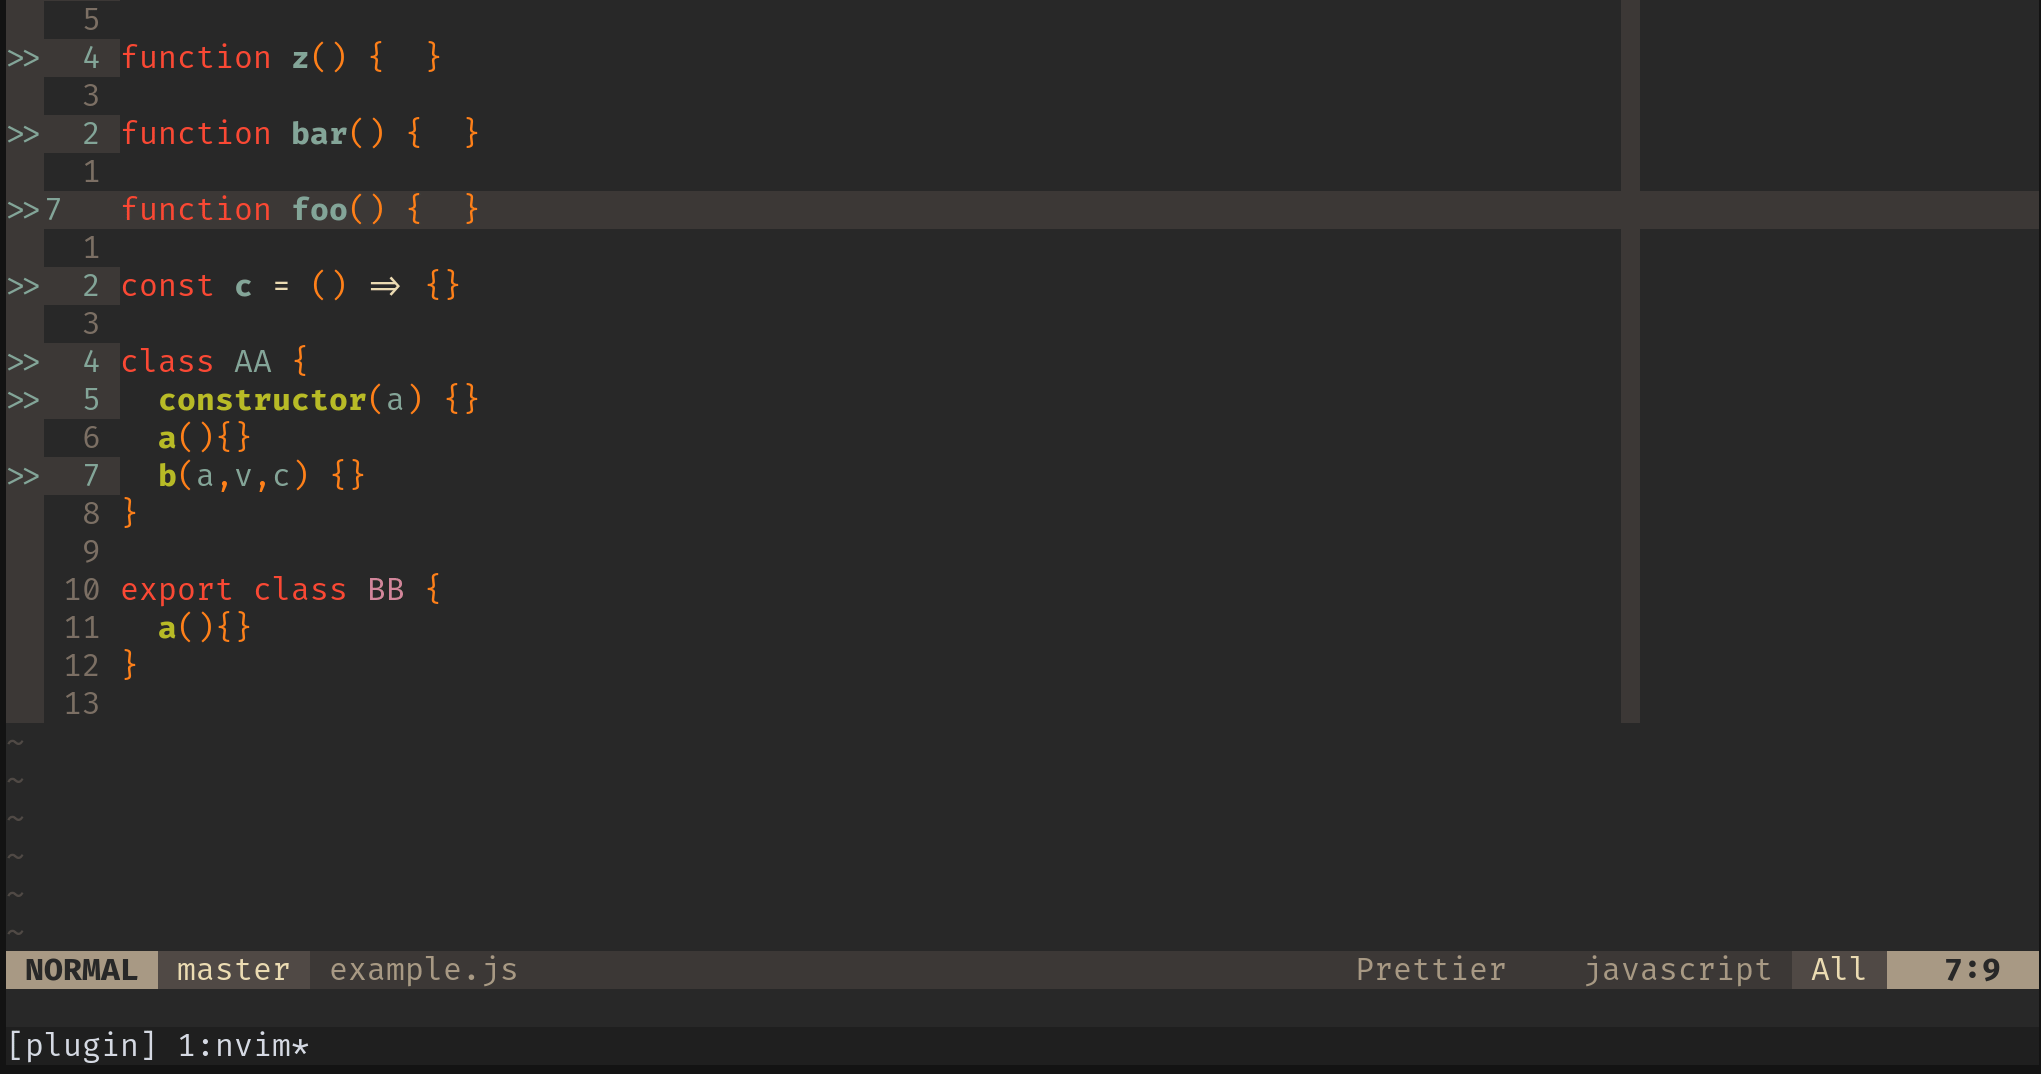 5
>> 4 function z() {  }
3
>> 2 function bar() {  }
1
>>7 function foo() {  }
1
>> 2 const c = () => {}
3
>> 4 class AA {
>> 5   constructor(a) {}
6   a(){}
>> 7   b(a,v,c) {}
8 }
9
10 export class BB {
11   a(){}
12 }
13
~
~
~
~
~
~
NORMAL master example.js Prettier javascript All 7:9
[plugin] 1:nvim*